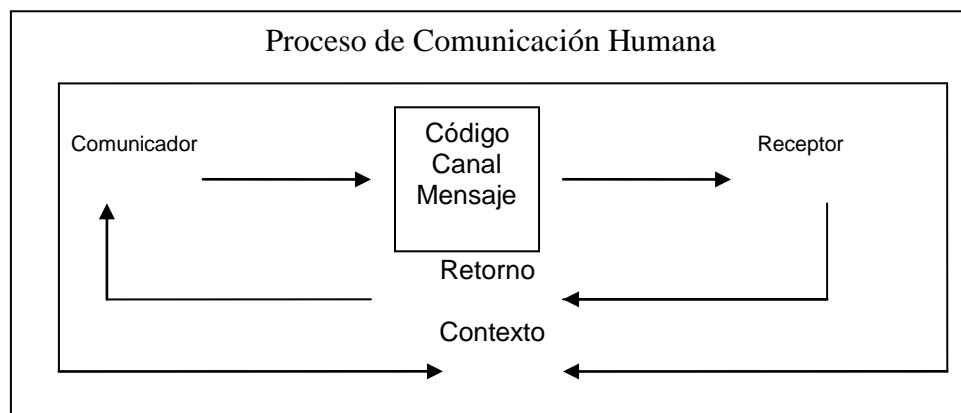 Proceso de Comunicación Humana
Comunicador
Código
Canal
Mensaje
Receptor
Retorno
Contexto